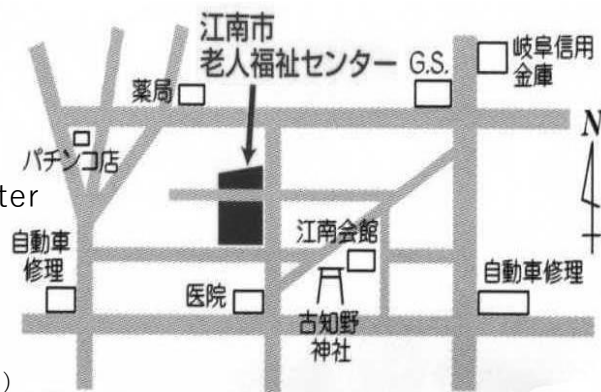 江南市
老人福祉センター
G.S.
岐阜信用
金庫
薬局
N
パチンコ店
ter
自動車
修理
江南会館
自動車修理
医院
古知野
神社
)